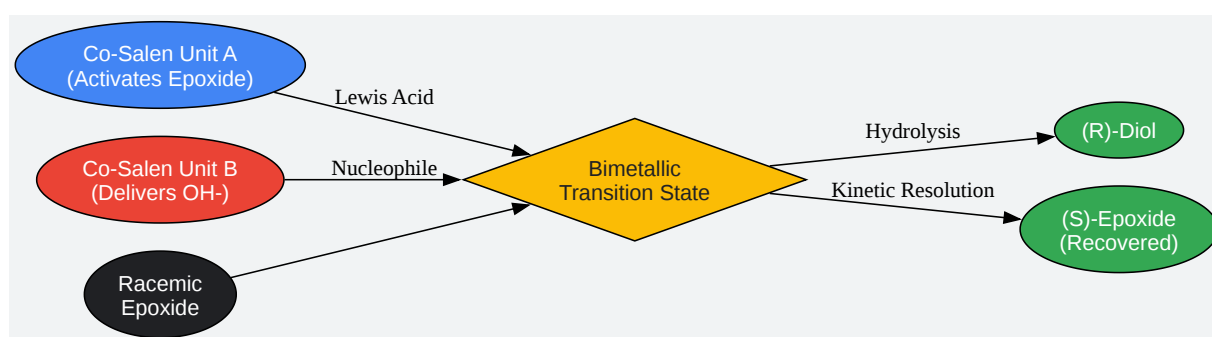 Co-Salen Unit A
(Activates Epoxide)
Lewis Acid
Co-Salen Unit B
(Delivers OH-)
Nucleophile
Racemic
Epoxide
Bimetallic
Transition State
Hydrolysis
(R)-Diol
Kinetic Resolution
(S)-Epoxide
(Recovered)